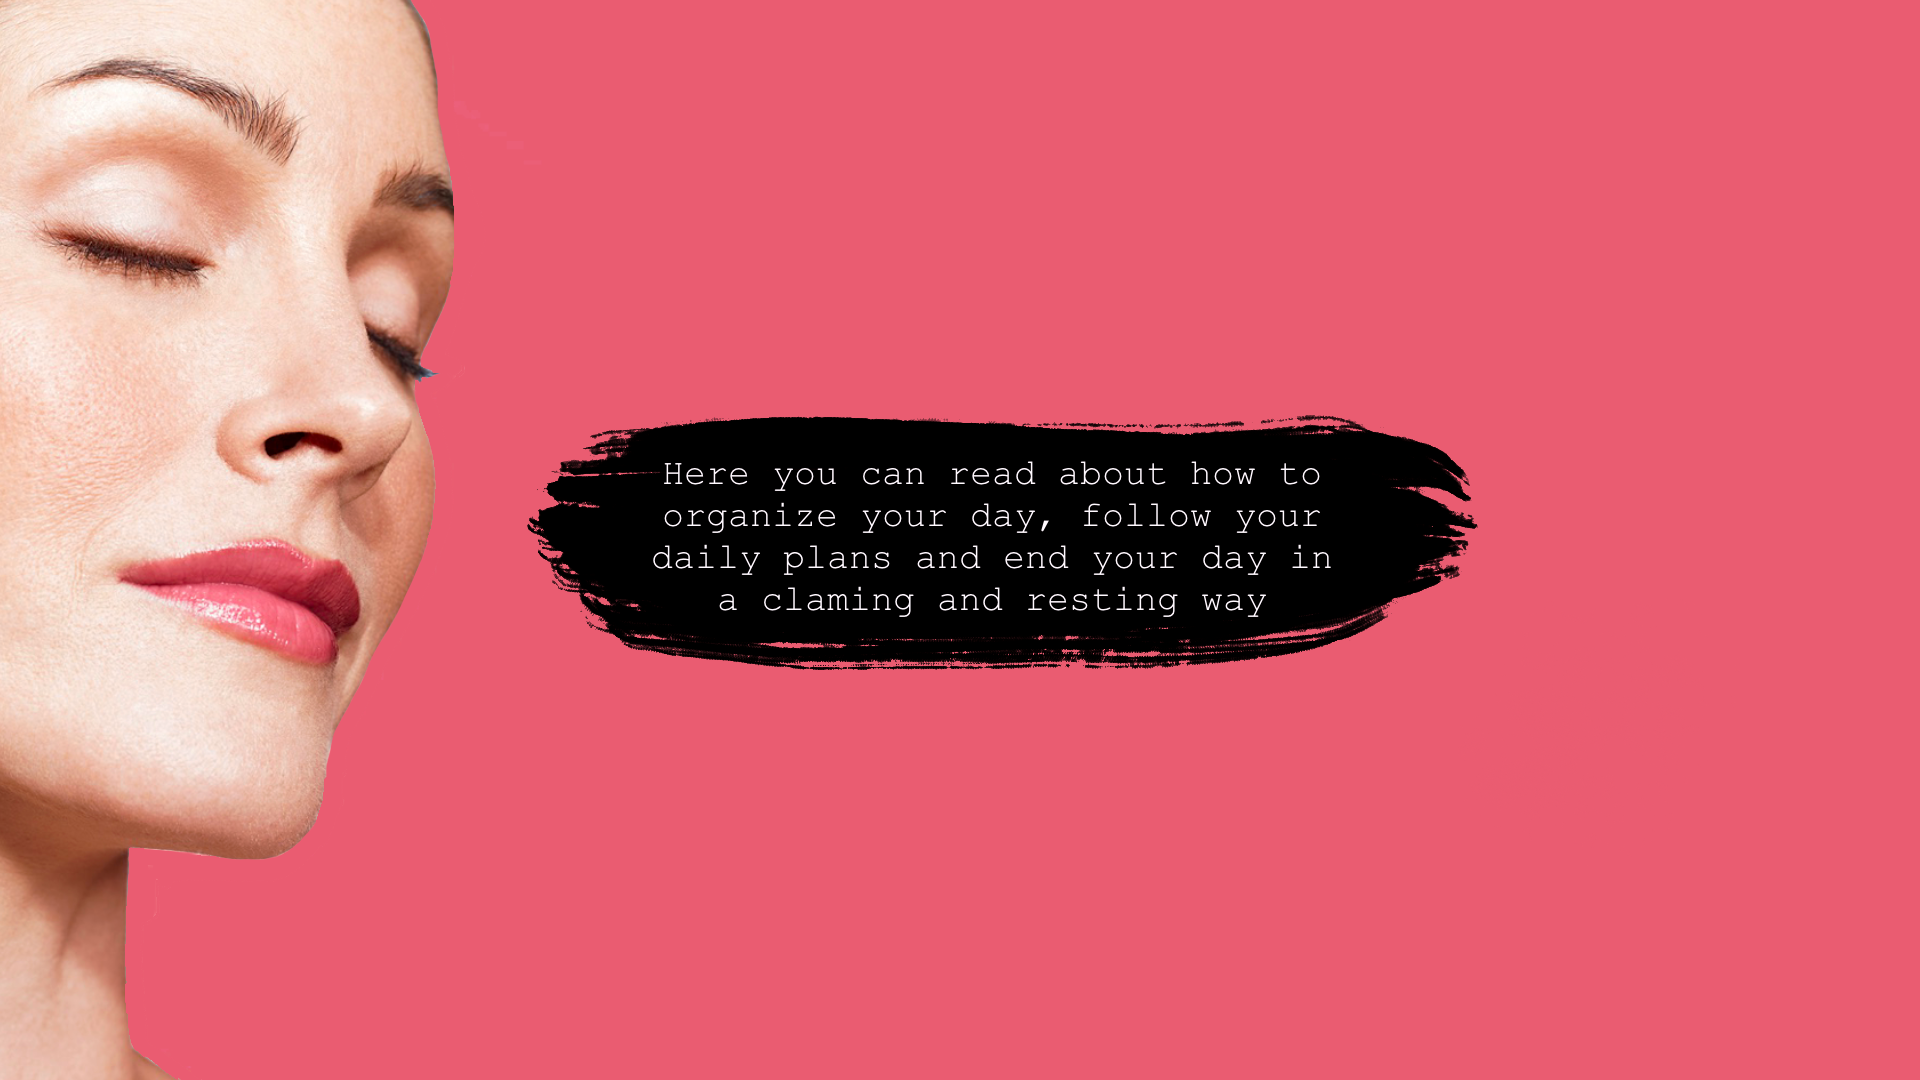 Here you can read about how to
organize your day, follow your
daily plans and end your day in
a claming and resting way